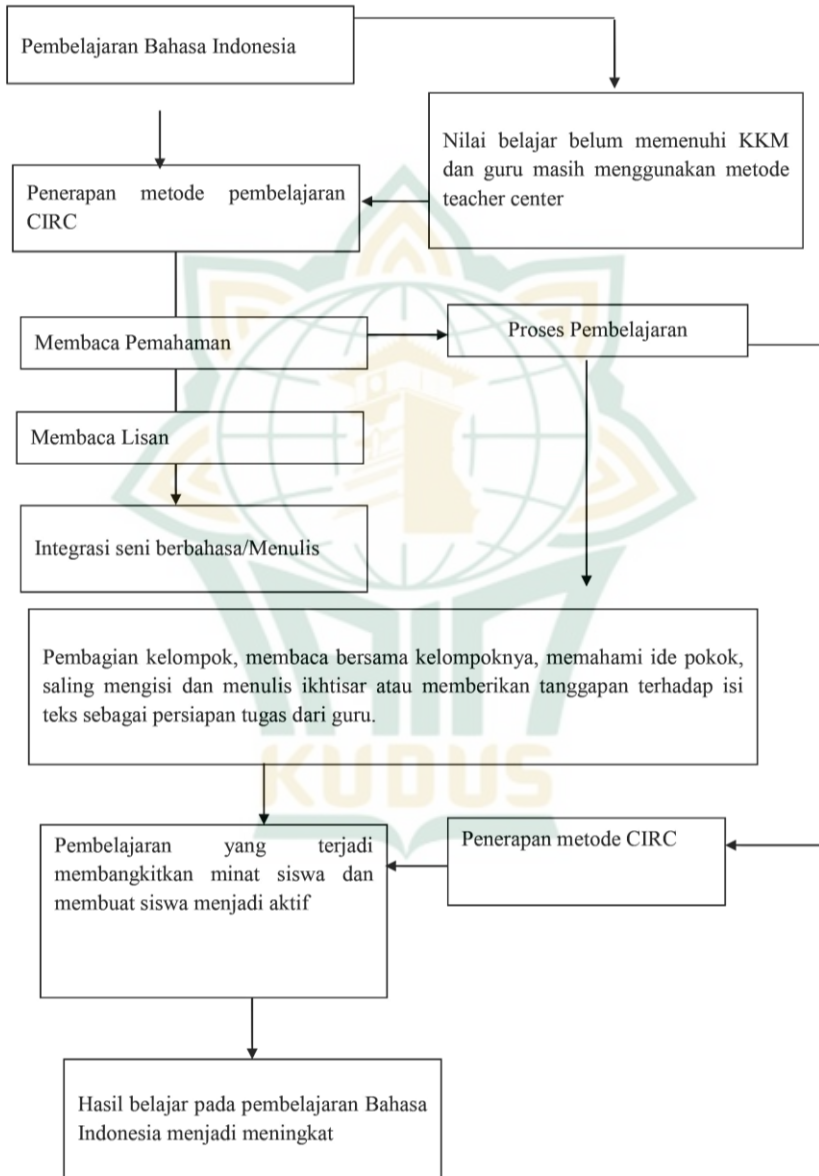 Pembelajaran Bahasa Indonesia
Nilai belajar belum memenuhi KKM
dan guru masih menggunakan metode
teacher center
Penerapan metode pembelajaran
CIRC
Membaca Pemahaman
Proses Pembelajaran
Membaca Lisan
Integrasi seni berbahasa/Menulis
Pembagian kelompok, membaca bersama kelompoknya, memahami ide pokok,
saling mengisi dan menulis ikhtisar atau memberikan tanggapan terhadap isi
teks sebagai persiapan tugas dari guru.
KUDUS
Pembelajaran yang terjadi
membangkitkan minat siswa dan
membuat siswa menjadi aktif
Penerapan metode CIRC
Hasil belajar pada pembelajaran Bahasa
Indonesia menjadi meningkat